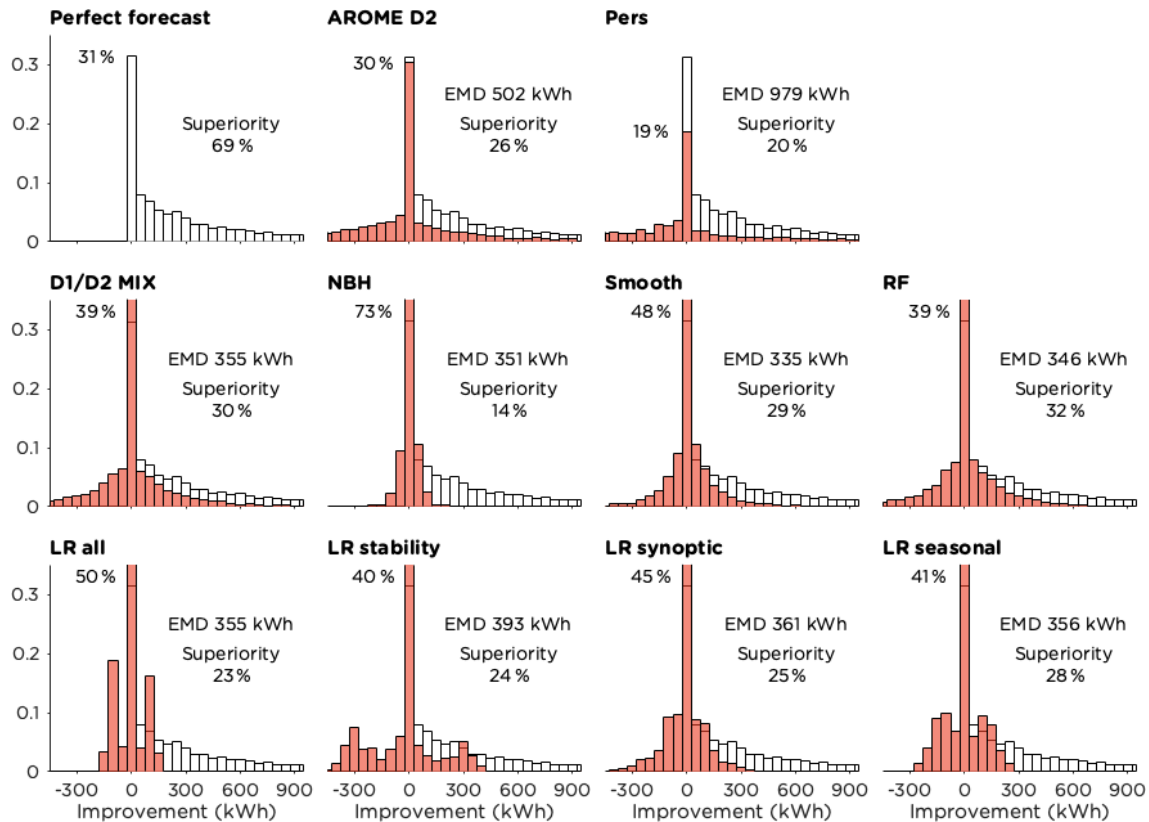 Perfect forecast
AROME D2
Pers
31 %
0.3
30 %
EMD 502 kWh
EMD 979 kWh
Superiority
69 %
Superiority
26 %
19 %
Superiority
20 %
0.2
0.1
0
D1/D2 MIX
NBH
Smooth
RF
39 %
73 %
48 %
39 %
0.3
EMD 355 kWh
EMD 351 kWh
EMD 335 kWh
EMD 346 kWh
Superiority
30 %
Superiority
14 %
Superiority
29 %
Superiority
32 %
0.2
0.1
0
LR all
LR stability
LR synoptic
LR seasonal
50 %
40 %
45 %
41 %
0.3
EMD 355 kWh
EMD 393 kWh
EMD 361 kWh
EMD 356 kWh
Superiority
23 %
Superiority
24 %
Superiority
25 %
Superiority
28 %
0.2
0.1
0
-300 0 300 600 900
-300 0 300 600 900
-300 0 300 600 900
-300 0 300 600 900
Improvement (kWh)
Improvement (kWh)
Improvement (kWh)
Improvement (kWh)